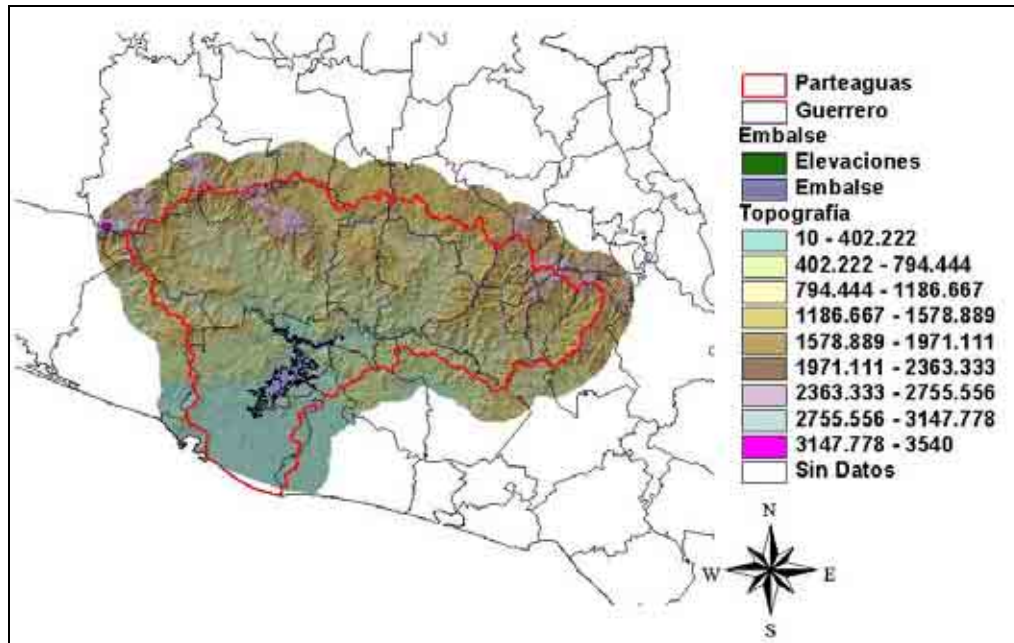 Parteaguas
Guerrero
Embalse
Elevaciones
Embalse
Topografía
10 - 402.222
402.222 - 794.444
794.444 - 1186.667
1186.667 - 1578.889
1578.889 - 1971.111
1971.111 - 2363.333
2363.333 - 2755.556
2755.556 - 3147.778
3147.778 - 3540
Sin Datos
N
W E
S